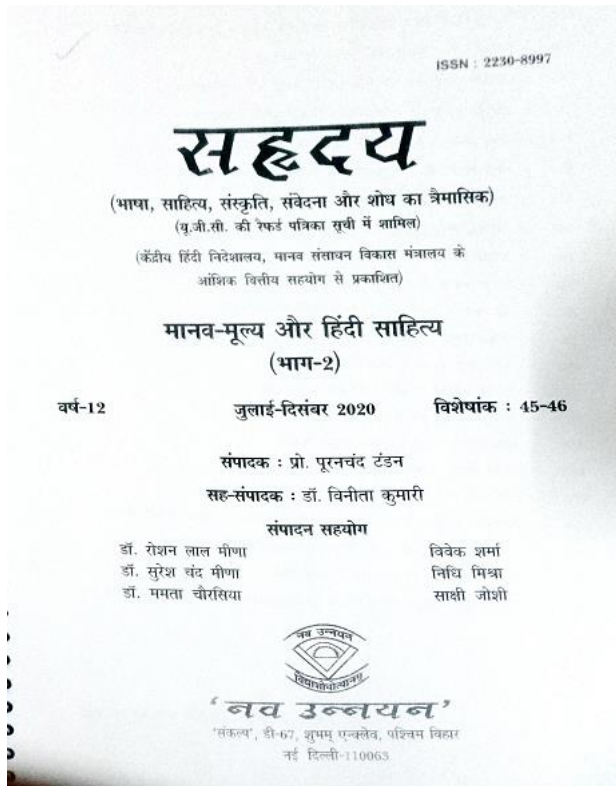 ISSN : 2230-8997
सहृदय
(भाषा, साहित्य, संस्कृति, संवेदना और शोध का त्रैमासिक)
(यू.जी.सी. की रैफर्ड पत्रिका सूची में शामिल)
(केंद्रीय हिंदी निदेशालय, मानव संसाधन विकास मंत्रालय के
आंशिक वित्तीय सहयोग से प्रकाशित)
मानव-मूल्य और हिंदी साहित्य
(भाग-2)
वर्ष-12 जुलाई-दिसंबर 2020 विशेषांक : 45-46
संपादक : प्रो. पूरनचंद टंडन
सह-संपादक : डॉ. विनीता कुमारी
संपादन सहयोग
डॉ. रोशन लाल मीणा विवेक शर्मा
डॉ. सुरेश चंद मीणा निधि मिश्रा
डॉ. ममता चौरसिया साक्षी जोशी
नव उन्नयन
'नव उन्नयन'
'संकल्प', डी-67, शुभम् एन्क्लेव, पश्चिम विहार
नई दिल्ली-110063